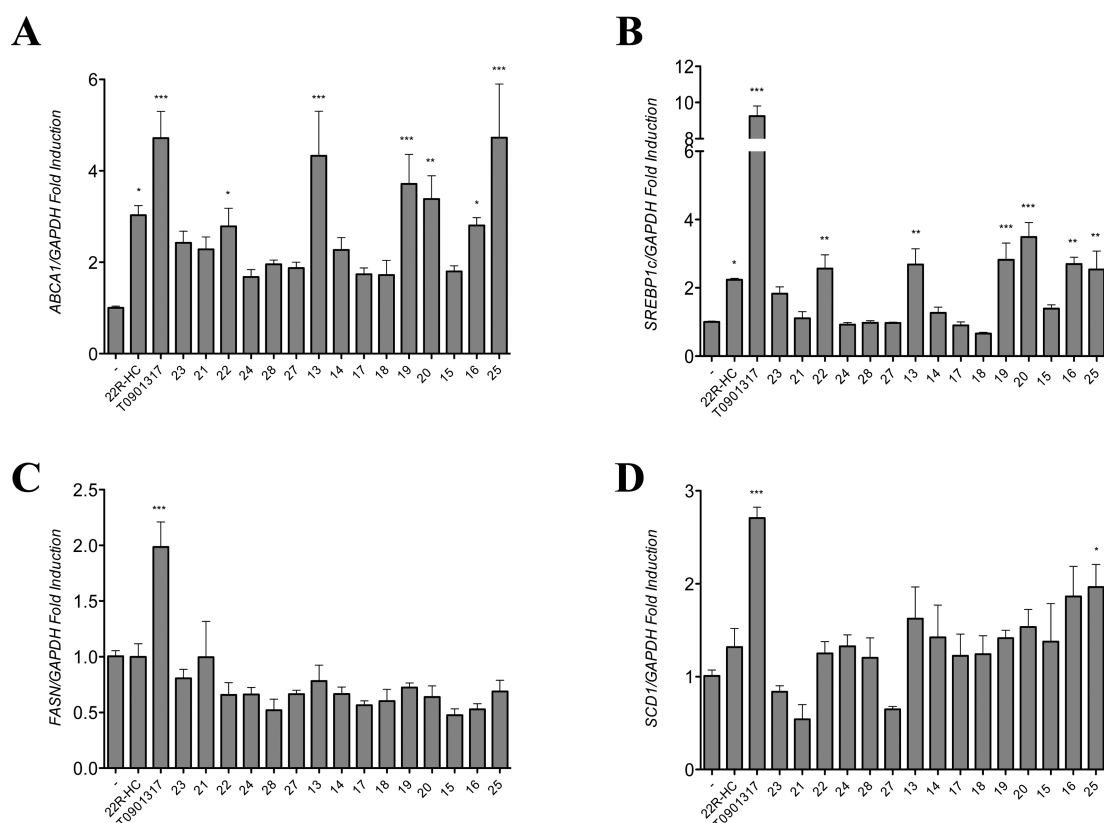 A
ABCA1/GAPDH Fold Induction
6
4
2
0
* *** * *** *** ** * ***
- 22R-HC T0901317 23 21 22 24 28 27 13 14 17 18 19 20 15 16 25
B
SREBP1c/GAPDH Fold Induction
12
10
8
6
4
2
0
* *** ** ** *** *** ** **
- 22R-HC T0901317 23 21 22 24 28 27 13 14 17 18 19 20 15 16 25
C
FASN/GAPDH Fold Induction
2.5
2.0
1.5
1.0
0.5
0.0
***
- 22R-HC T0901317 23 21 22 24 28 27 13 14 17 18 19 20 15 16 25
D
SCD1/GAPDH Fold Induction
3
2
1
0
*** *
- 22R-HC T0901317 23 21 22 24 28 27 13 14 17 18 19 20 15 16 25